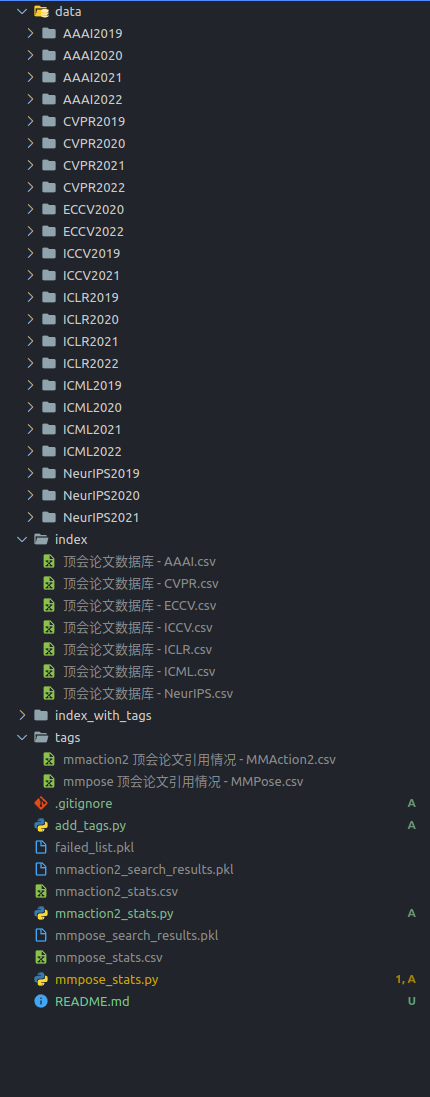 data
AAAI2019
AAAI2020
AAAI2021
AAAI2022
CVPR2019
CVPR2020
CVPR2021
CVPR2022
ECCV2020
ECCV2022
ICCV2019
ICCV2021
ICLR2019
ICLR2020
ICLR2021
ICLR2022
ICML2019
ICML2020
ICML2021
ICML2022
NeurIPS2019
NeurIPS2020
NeurIPS2021
index
顶会论文数据库 - AAAI.csv
顶会论文数据库 - CVPR.csv
顶会论文数据库 - ECCV.csv
顶会论文数据库 - ICCV.csv
顶会论文数据库 - ICLR.csv
顶会论文数据库 - ICML.csv
顶会论文数据库 - NeurIPS.csv
index_with_tags
tags
mmaction2 顶会论文引用情况 - MMAction2.csv
mmpose 顶会论文引用情况 - MMPose.csv
.gitignore A
add_tags.py A
failed_list.pkl
mmaction2_search_results.pkl
mmaction2_stats.csv
mmaction2_stats.py A
mmpose_search_results.pkl
mmpose_stats.csv
mmpose_stats.py 1, A
README.md U